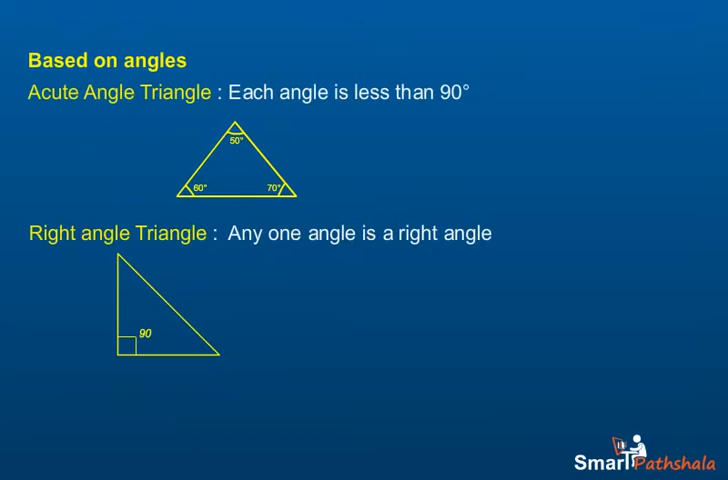 Based on angles
Acute Angle Triangle : Each angle is less than 90°
50°
60° 70°
Right angle Triangle : Any one angle is a right angle
90
SmartPathshala